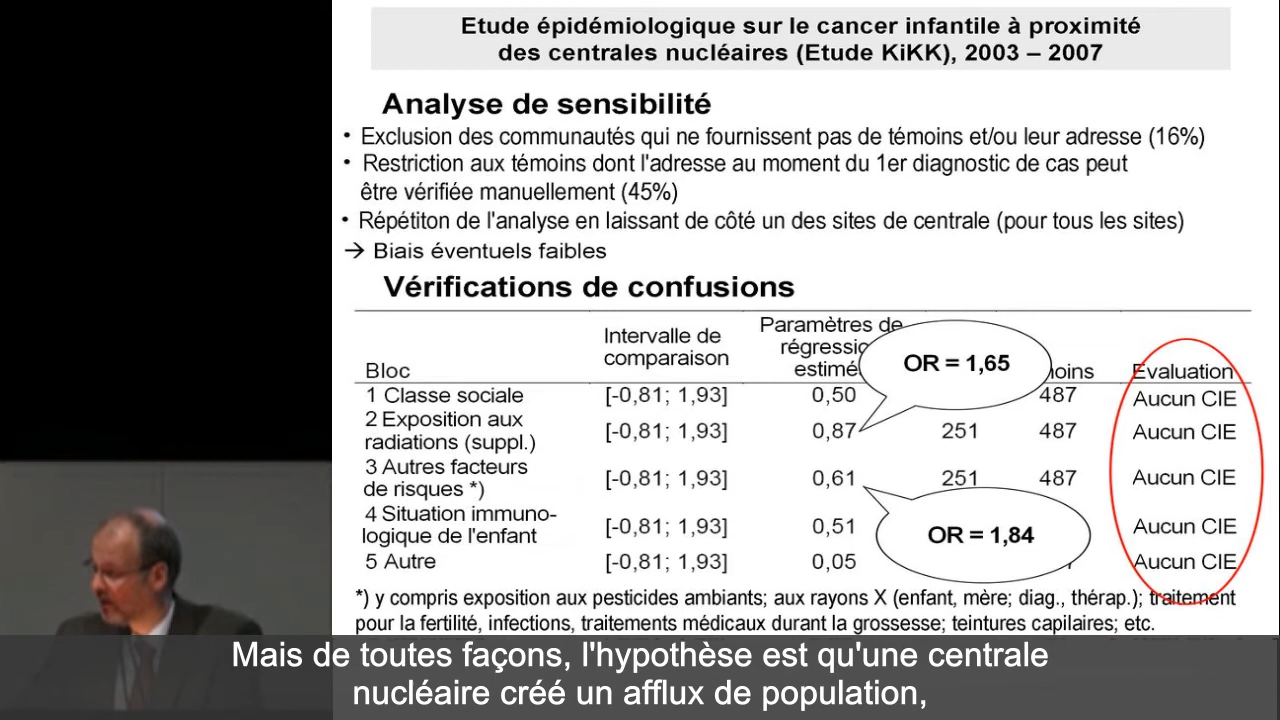 Etude épidémiologique sur le cancer infantile à proximité
des centrales nucléaires (Etude KiKK), 2003 – 2007
Analyse de sensibilité
• Exclusion des communautés qui ne fournissent pas de témoins et/ou leur adresse (16%)
• Restriction aux témoins dont l'adresse au moment du 1er diagnostic de cas peut
être vérifiée manuellement (45%)
• Répétiton de l'analyse en laissant de côté un des sites de centrale (pour tous les sites)
→ Biais éventuels faibles
Vérifications de confusions
Bloc Intervalle de
comparaison Paramètres de
régressio
estimé oins Evaluation
OR = 1,65
1 Classe sociale [-0,81; 1,93] 0,50 487 Aucun CIE
2 Exposition aux
radiations (suppl.) [-0,81; 1,93] 0,87 251 487 Aucun CIE
3 Autres facteurs
de risques *) [-0,81; 1,93] 0,61 251 487 Aucun CIE
4 Situation immuno-
logique de l'enfant [-0,81; 1,93] 0,51 Aucun CIE
OR = 1,84
5 Autre [-0,81; 1,93] 0,05 Aucun CIE
*) y compris exposition aux pesticides ambiants; aux rayons X (enfant, mère; diag., thérap.); traitement
pour la fertilité, infections, traitements médicaux durant la grossesse; teintures capilaires; etc.
Mais de toutes façons, l'hypothèse est qu'une centrale
nucléaire créé un afflux de population,